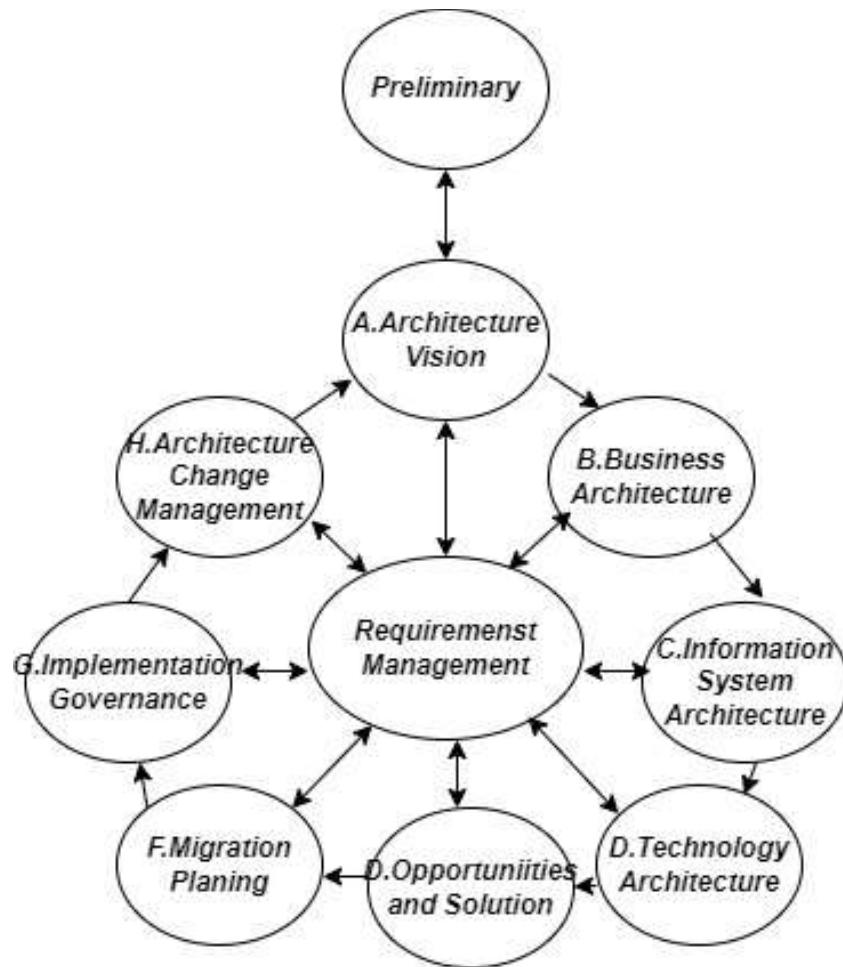 Preliminary
A.Architecture
Vision
H.Architecture
Change
Management
B.Business
Architecture
Requiremenst
Management
G.Implementation
Governance
C.Information
System
Architecture
F.Migration
Planing
D.Opportuniities
and Solution
D.Technology
Architecture